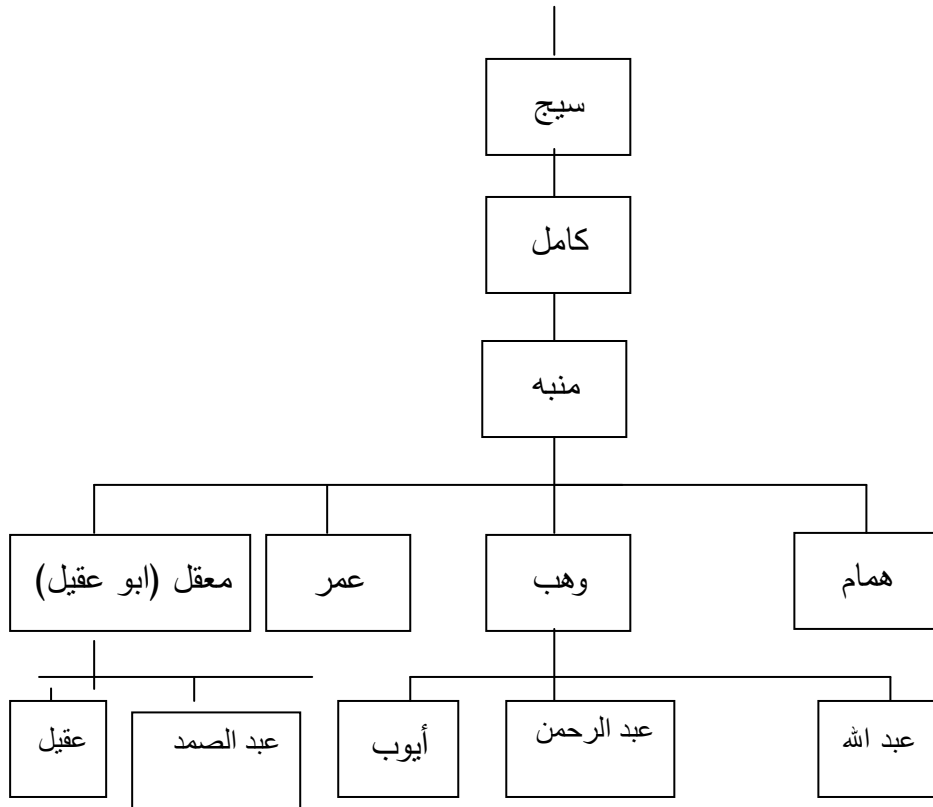 سيج
كامل
منبه
همام
وهب
عمر
معقل (ابو عقيل)
عبد الله
عبد الرحمن
أيوب
عبد الصمد
عقيل